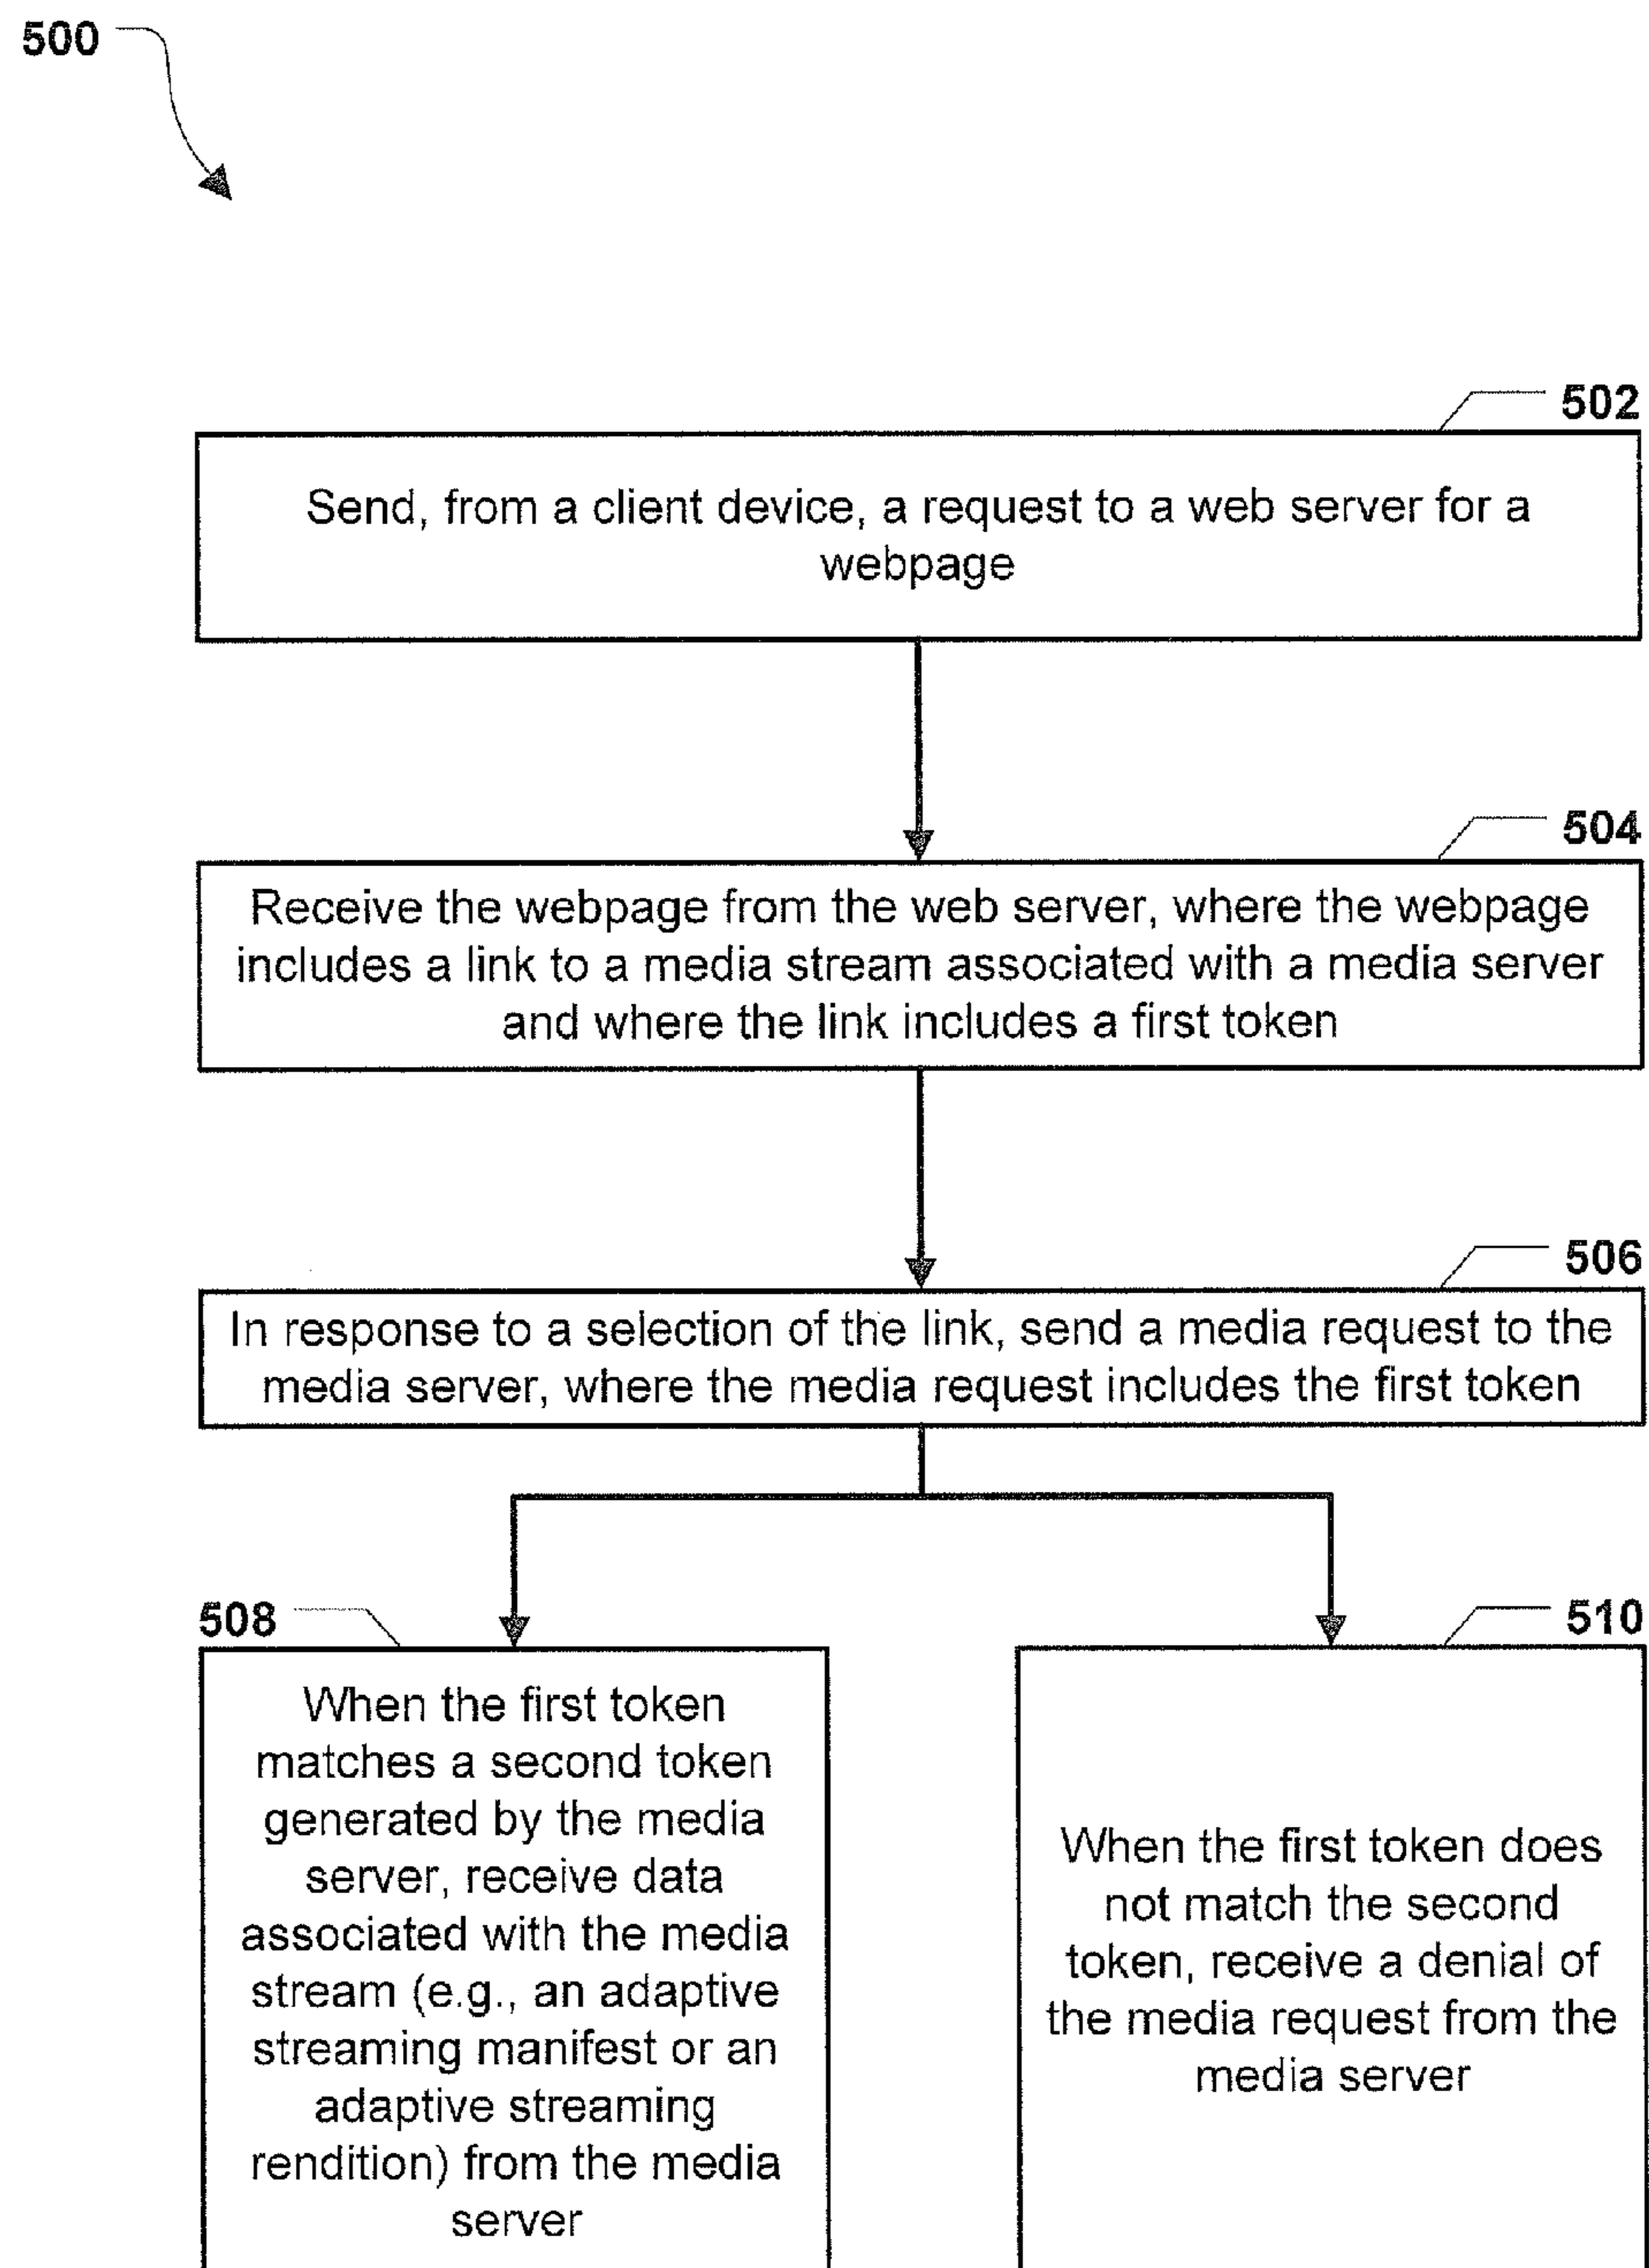 500
502
Send, from a client device, a request to a web server for a
webpage
504
Receive the webpage from the web server, where the webpage
includes a link to a media stream associated with a media server
and where the link includes a first token
506
In response to a selection of the link, send a media request to the
media server, where the media request includes the first token
508
When the first token
matches a second token
generated by the media
server, receive data
associated with the media
stream (e.g., an adaptive
streaming manifest or an
adaptive streaming
rendition) from the media
server
510
When the first token does
not match the second
token, receive a denial of
the media request from the
media server